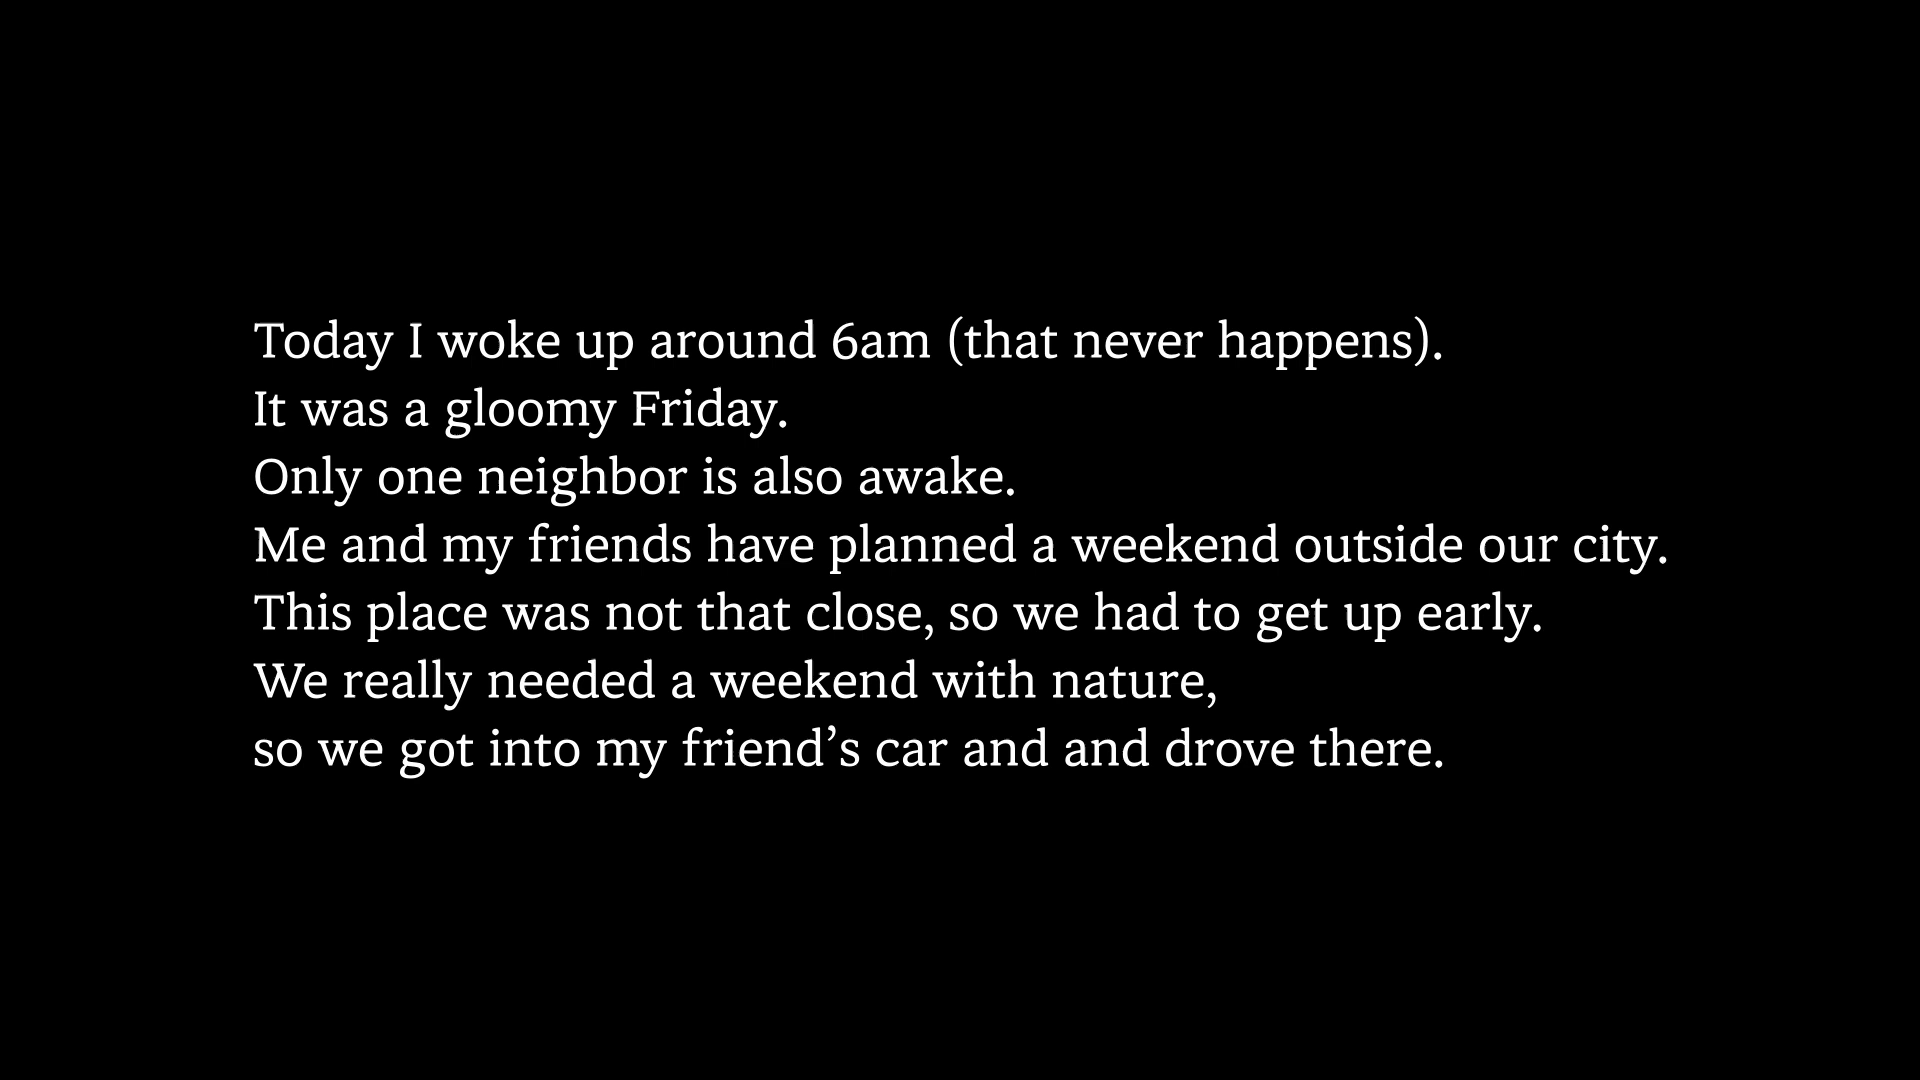 Today I woke up around 6am (that never happens).
It was a gloomy Friday.
Only one neighbor is also awake.
Me and my friends have planned a weekend outside our city.
This place was not that close, so we had to get up early.
We really needed a weekend with nature,
so we got into my friend’s car and and drove there.